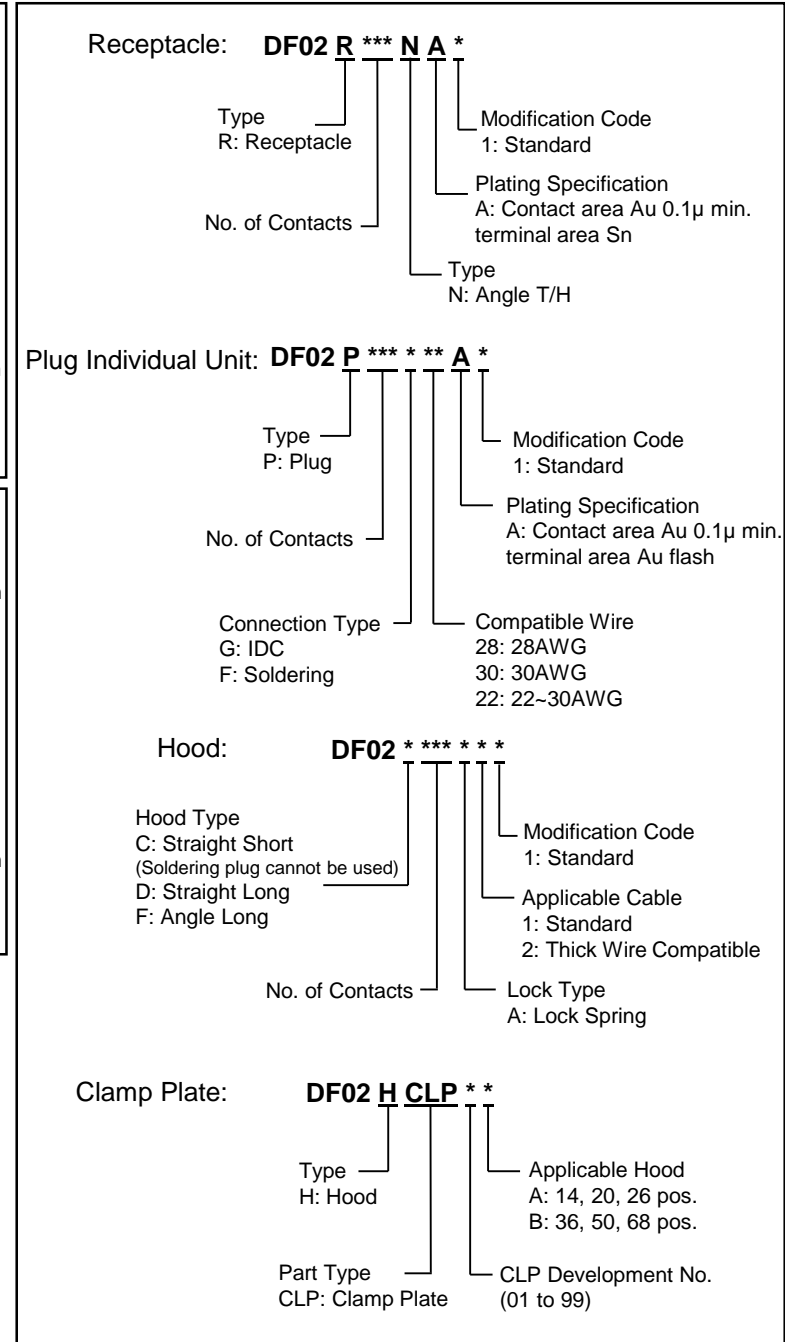 Receptacle: DF02 R *** N A *
Type
R: Receptacle
Modification Code
1: Standard
No. of Contacts
Plating Specification
A: Contact area Au 0.1μ min.
terminal area Sn
Type
N: Angle T/H
Plug Individual Unit: DF02 P *** * ** A *
Type
P: Plug
Modification Code
1: Standard
No. of Contacts
Plating Specification
A: Contact area Au 0.1μ min.
terminal area Au flash
Connection Type
G: IDC
F: Soldering
Compatible Wire
28: 28AWG
30: 30AWG
22: 22~30AWG
Hood: DF02 * *** * * *
Hood Type
C: Straight Short
(Soldering plug cannot be used)
D: Straight Long
F: Angle Long
Modification Code
1: Standard
Applicable Cable
1: Standard
2: Thick Wire Compatible
No. of Contacts
Lock Type
A: Lock Spring
Clamp Plate: DF02 H CLP * *
Type
H: Hood
Applicable Hood
A: 14, 20, 26 pos.
B: 36, 50, 68 pos.
Part Type
CLP: Clamp Plate
CLP Development No.
(01 to 99)